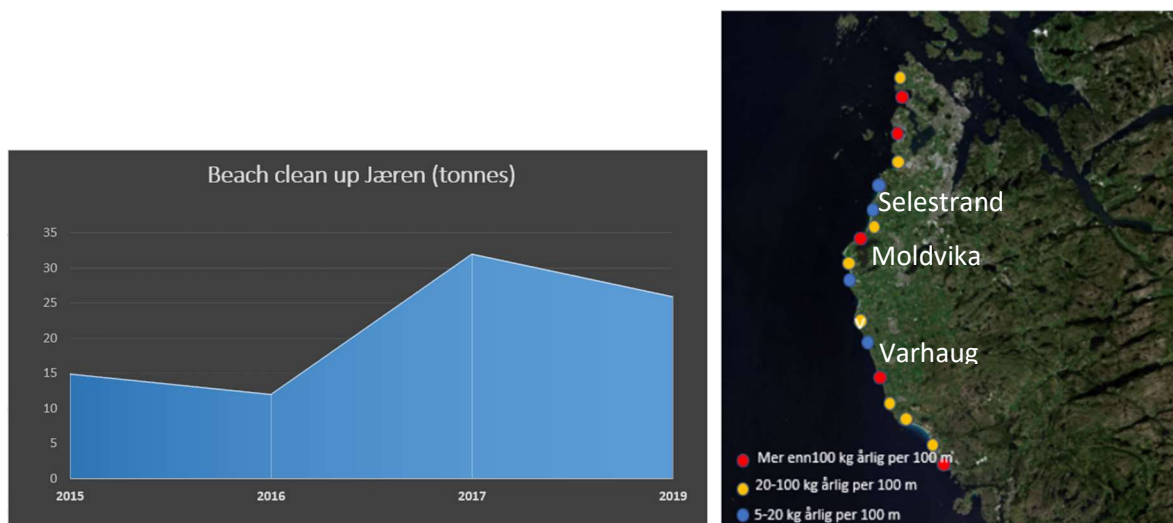 Beach clean up Jæren (tonnes)
35
30
25
20
15
10
5
0
2015 2016 2017 2019
Selestrand
Moldvika
V
Varhaug
Mer enn100 kg årlig per 100 m
20-100 kg årlig per 100 m
5-20 kg årlig per 100 m